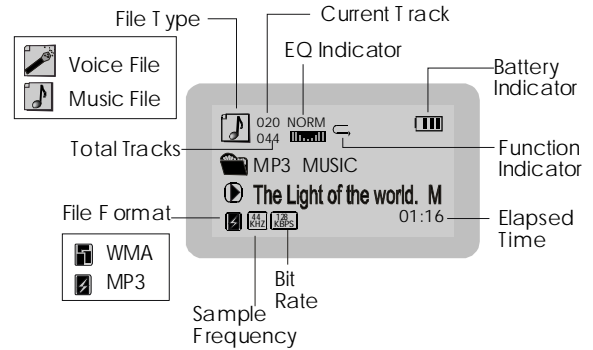 File Type
Current Track
EQ Indicator
Battery
Indicator
Voice File
Music File
020
NORM
044
Total Tracks
Function
Indicator
MP3 MUSIC
The Light of the world. M
File Format
44
KHZ
128
KBPS
01:16
Elapsed
Time
WMA
MP3
Bit
Rate
Sample
Frequency